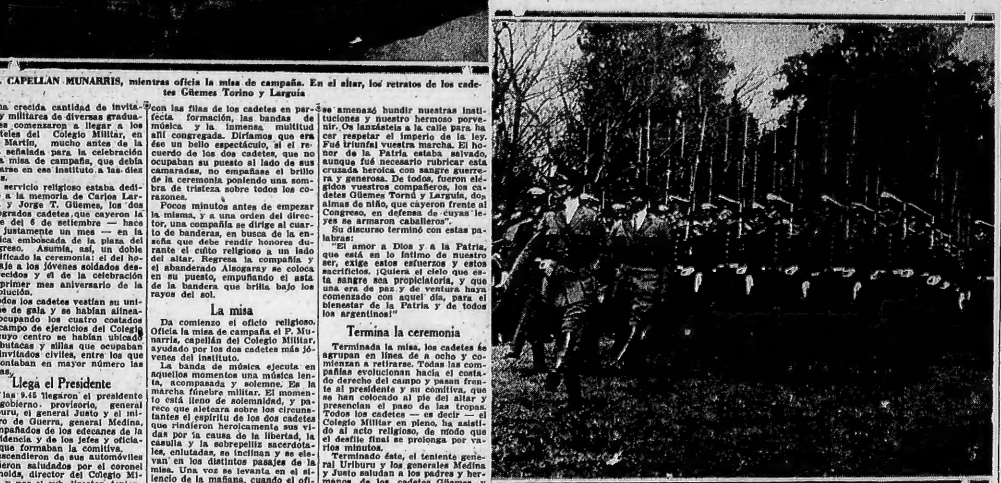 . CAPELLAN MUNARRIS, mientras oficia la misa de campaña. En el altar, los retratos de los cade-
tes Güemes Torino y Larguía
na crecida cantidad de invita-
y militares de diversas gradua-
es comenzaron a llegar a los
teles del Colegio Militar, en
Martín, mucho antes de la
señalada para la celebración
a misa de campaña, que debía
arse en ese instituto a las diez
s.
servicio religioso estaba dedi-
a la memoria de Carlos Lar-
y Jorge T. Güemes, los dos
ogrados cadetes que cayeron la
e del 6 de setiembre — hace
justamente un mes — en la
ica emboscada de la plaza del
greso. Asumía, así, un doble
ificado la ceremonia: el del ho-
aje a los jóvenes soldados des-
ecidos y el de la celebración
primer mes aniversario de la
olución.
odos los cadetes vestían su uni-
e de gala y se habían alinea-
ocupando los cuatro costados
campo de ejercicios del Colegio
uyo centro se habían ubicado
butacas y sillas que ocupaban
invitados civiles, entre los que
ontaban en mayor número las
as.
Llega el Presidente
las 9.45 llegaron el presidente
gobierno provisorio, general
uru, el general Justo y el mi-
ro de Guerra, general Medina,
mpañados de los edecanes de la
idencia y de los jefes y oficia-
que formaban la comitiva.
scendieron de sus automóviles
ieron saludados por el coronel
nolds, director del Colegio Mi-
con las filas de los cadetes en per-
fecta formación, las bandas de
música y la inmensa multitud
allí congregada. Diríamos que era
ése un bello espectáculo, si el re-
cuerdo de los dos cadetes, que no
ocupaban su puesto al lado de sus
camaradas, no empañase el brillo
de la ceremonia poniendo una som-
bra de tristeza sobre todos los co-
razones.
Pocos minutos antes de empezar
la misma, y a una orden del direc-
tor, una compañía se dirige al cuar-
to de banderas, en busca de la en-
seña que debe rendir honores du-
rante el culto religioso a un lado
del altar. Regresa la compañía y
el abanderado Alsogaray se coloca
en su puesto, empuñando el asta
de la bandera que brilla bajo los
rayos del sol.
La misa
Da comienzo el oficio religioso.
Oficia la misa de campaña el P. Mu-
narris, capellán del Colegio Militar,
ayudado por los dos cadetes más jó-
venes del instituto.
La banda de música ejecuta en
aquellos momentos una música len-
ta, acompasada y solemne. Es la
marcha fúnebre militar. El momen-
to está lleno de solemnidad, y pa-
rece que aleteara sobre los circuns-
tantes el espíritu de los dos cadetes
que rindieron heroicamente sus vi-
das por la causa de la libertad, la
casulla y la sobrepelliz sacerdota-
les, enlutadas, se inclinan y se ele-
van en los distintos pasajes de la
misa. Una voz se levanta en el si-
lencio de la mañana, cuando el ofi-
se amenazó hundir nuestras insti-
tuciones y nuestro hermoso porve-
nir. Os lanzásteis a la calle para ha
cer respetar el imperio de la ley.
Fué triunfal vuestra marcha. El ho-
nor de la Patria estaba salvado,
aunque fué necesario rubricar esta
cruzada heroica con sangre guerre-
ra y generosa. De todos, fueron ele-
gidos vuestros compañeros, los ca-
detes Güemes Tornú y Larguía, dos
almas de niño, que cayeron frente al
Congreso, en defensa de cuyas le-
yes se armaron caballeros".
Su discurso terminó con estas pa-
labras:
"El amor a Dios y a la Patria,
que está en lo íntimo de nuestro
ser, exige estos esfuerzos y estos
sacrificios. ¡Quiera el cielo que es-
ta sangre sea propiciatoria, y que
una era de paz y de ventura haya
comenzado con aquel día, para el
bienestar de la Patria y de todos
los argentinos!"
Termina la ceremonia
Terminada la misa, los cadetes se
agrupan en línea de a ocho y co-
mienzan a retirarse. Todas las com-
pañías evolucionan hacia el costa-
do derecho del campo y pasan fren-
te al presidente y su comitiva, que
se han colocado al pie del altar y
presencian el paso de las tropas.
Todos los cadetes — es decir — el
Colegio Militar en pleno, ha asisti-
do al acto religioso, de modo que
el desfile final se prolonga por va-
rios minutos.
Terminado éste, el teniente gene-
ral Uriburu y los generales Medina
y Justo saludan a los padres y her-
manos de los cadetes Güemes y